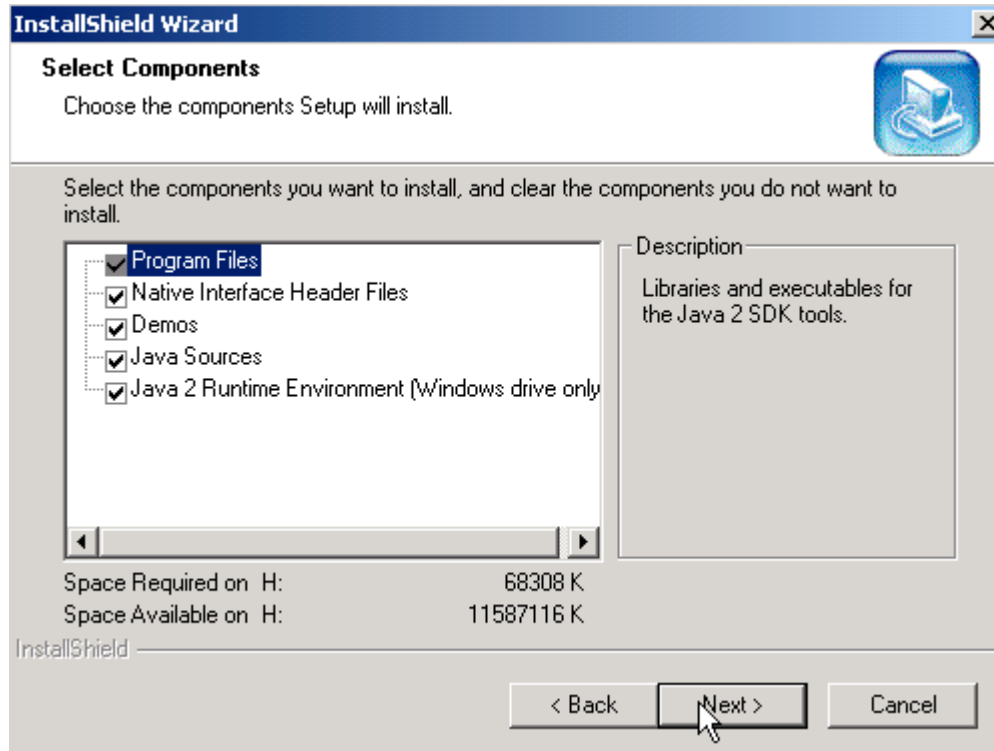 InstallShield Wizard
Select Components
Choose the components Setup will install.
Select the components you want to install, and clear the components you do not want to
install.
Program Files
Native Interface Header Files
Demos
Java Sources
Java 2 Runtime Environment (Windows drive only
Description
Libraries and executables for
the Java 2 SDK tools.
Space Required on H: 68308 K
Space Available on H: 11587116 K
InstallShield
< Back
Next >
Cancel